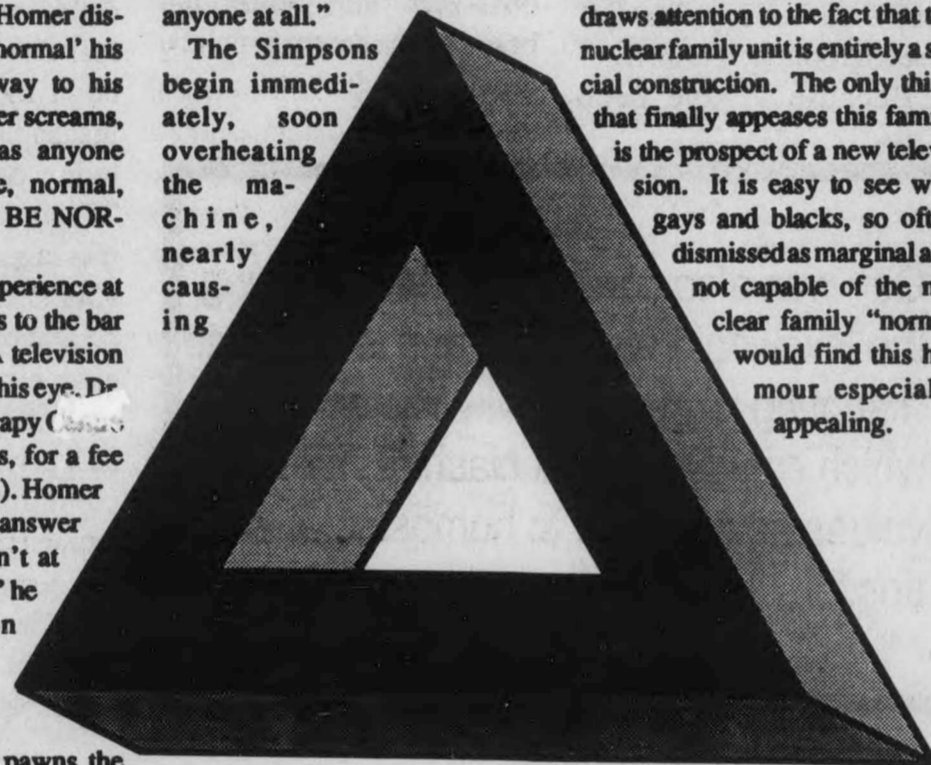 Homer dis-
normal' his
way to his
er screams,
as anyone
e, normal,
BE NOR-
perience at
s to the bar
television
his eye. Dr.
apy
s, for a fee
). Homer
answer
n't at
' he
n
pawns the
anyone at all."
The Simpsons
begin immedi-
ately, soon
overheating
the ma-
chine,
nearly
caus-
ing
draws attention to the fact that t
nuclear family unit is entirely a s
cial construction. The only thi
that finally appeases this fam
is the prospect of a new telev
sion. It is easy to see w
gays and blacks, so oft
dismissed as marginal a
not capable of the n
clear family "norm
would find this h
mour especial
appealing.